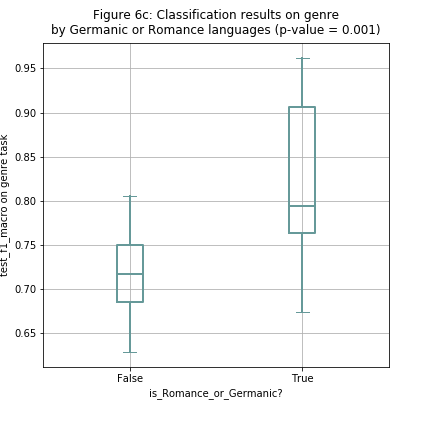 Figure 6c: Classification results on genre
by Germanic or Romance languages (p-value = 0.001)
0.95
0.90
0.85
0.80
0.75
0.70
0.65
test_f1_macro on genre task
False
True
is_Romance_or_Germanic?